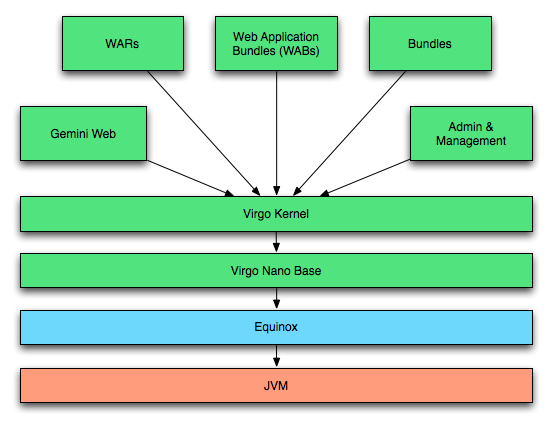 WARs
Web Application
Bundles (WABs)
Bundles
Gemini Web
Admin &
Management
Virgo Kernel
Virgo Nano Base
Equinox
JVM